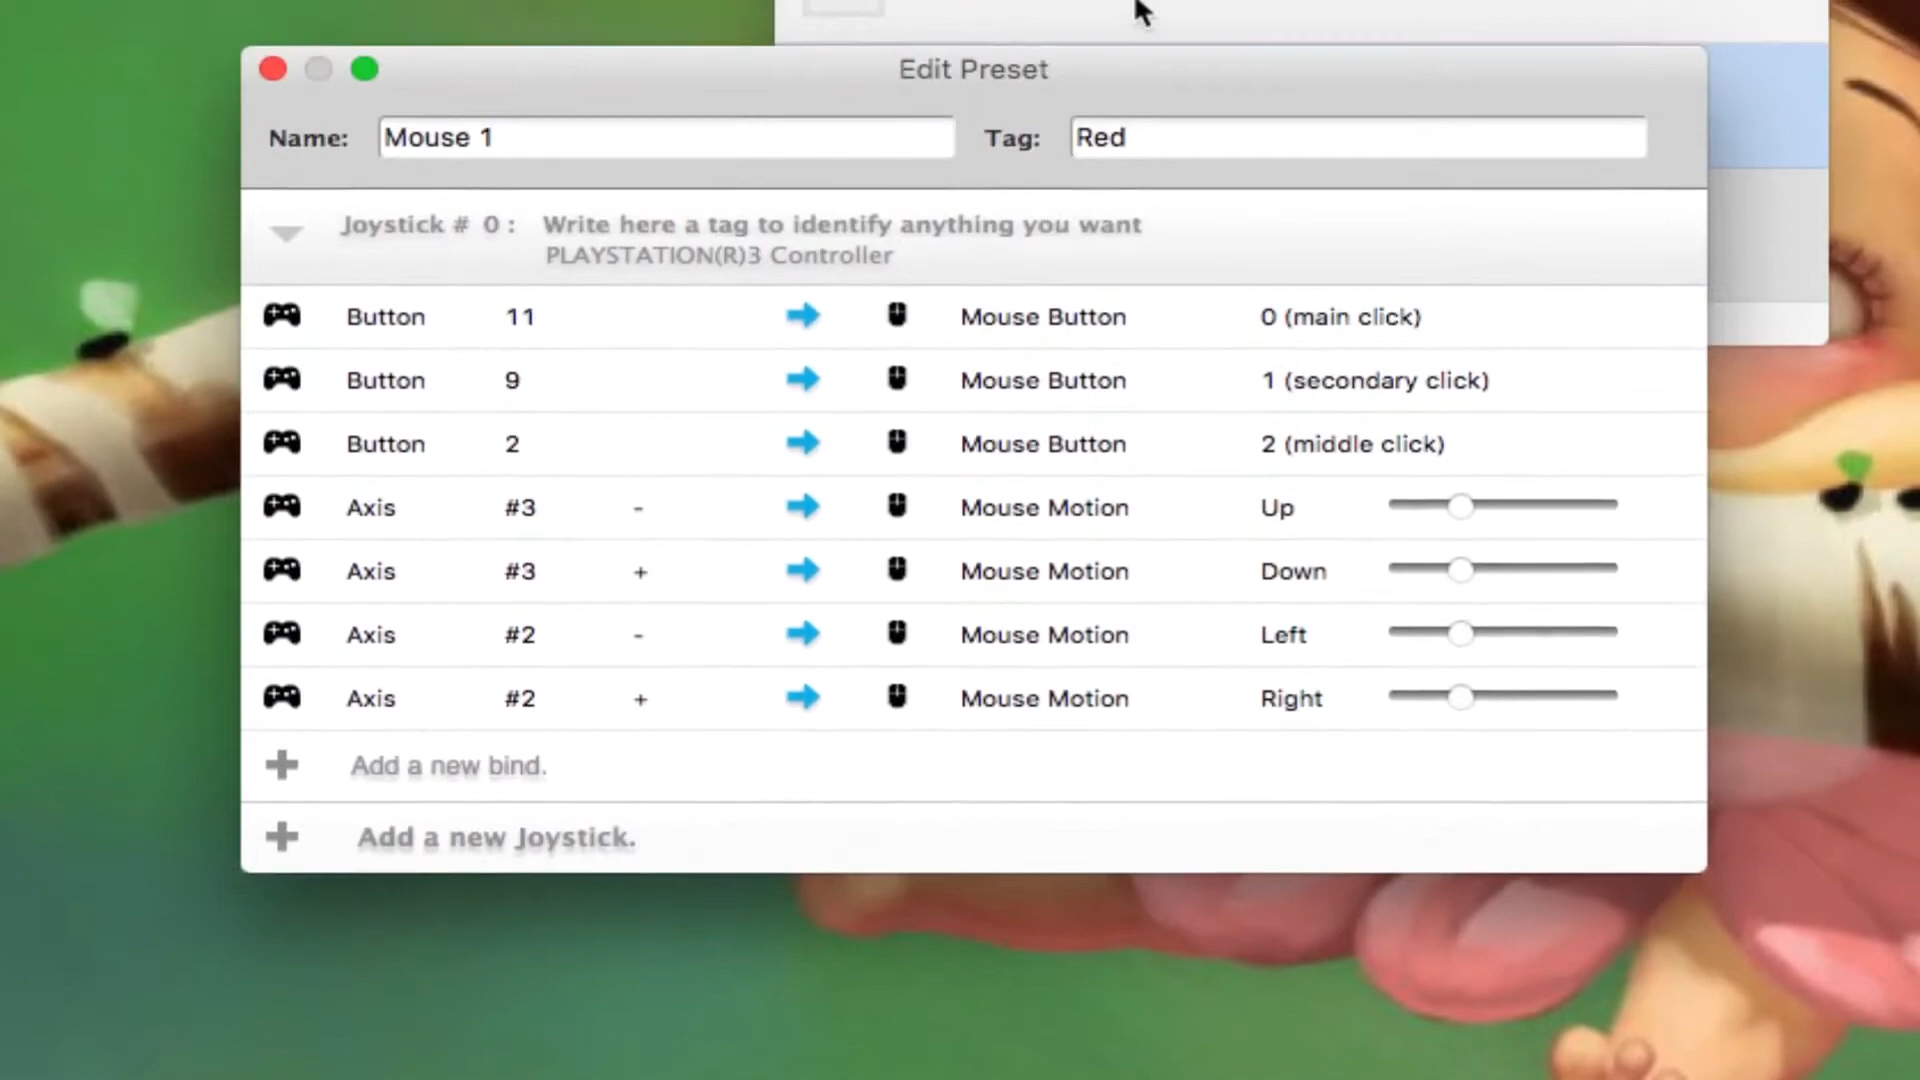 Edit Preset
Name: Mouse 1 Tag: Red
Joystick # 0 : Write here a tag to identify anything you want
PLAYSTATION(R)3 Controller
Button 11 Mouse Button 0 (main click)
Button 9 Mouse Button 1 (secondary click)
Button 2 Mouse Button 2 (middle click)
Axis #3 - Mouse Motion Up
Axis #3 + Mouse Motion Down
Axis #2 - Mouse Motion Left
Axis #2 + Mouse Motion Right
Add a new bind.
Add a new Joystick.